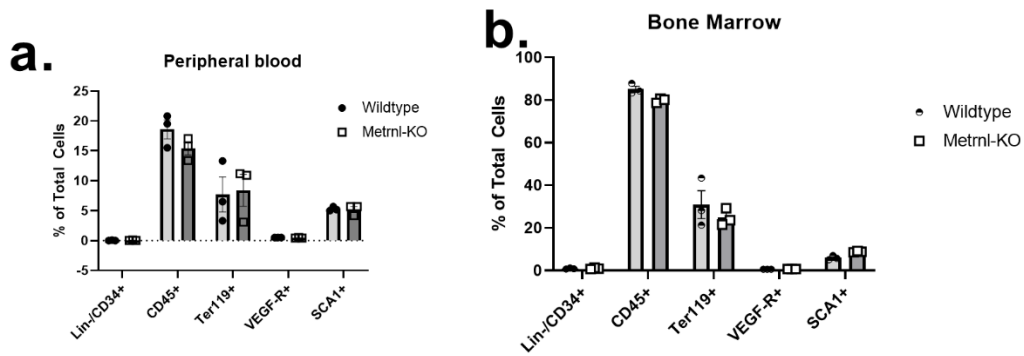 a.
Peripheral blood
% of Total Cells
25
20
15
10
5
0
-5
Lin-/CD34+
CD45+
Ter119+
VEGF-R+
SCA1+
Wildtype
Metrnl-KO
b.
Bone Marrow
% of Total Cells
100
80
60
40
20
0
Lin-/CD34+
CD45+
Ter119+
VEGF-R+
SCA1+
Wildtype
Metrnl-KO